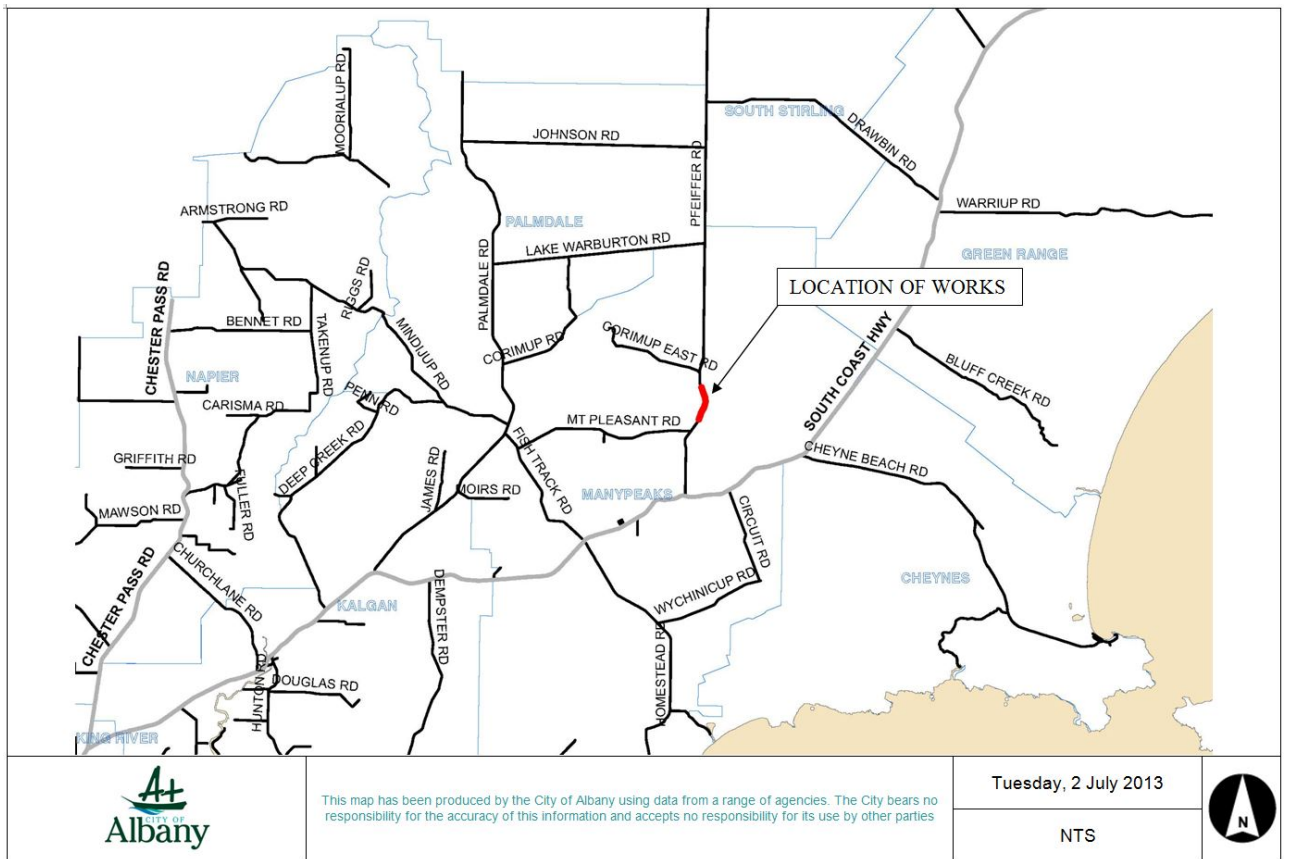 MOORIALUP RD
JOHNSON RD
PFEIFFER RD
SOUTH STIRLING
DRAWBIN RD
WARRIUP RD
GREEN RANGE
ARMSTRONG RD
PALMDALE
PALMDALE RD
LAKE WARBURTON RD
LOCATION OF WORKS
CHESTER PASS RD
BENNET RD
RIGGS RD
TAKENUP RD
MINDIJUP RD
CORIMUP RD
CORIMUP EAST RD
SOUTH COAST HWY
BLUFF CREEK RD
NAPIER
CARISMA RD
PENN RD
DEEP CREEK RD
MT PLEASANT RD
FISH TRACK RD
CHEYNE BEACH RD
GRIFFITH RD
FULLER RD
JAMES RD
MOIRS RD
MANYPEAKS
CIRCUIT RD
MAWSON RD
CHESTER PASS RD
CHURCHLANE RD
KALGAN
DEMPSTER RD
WYCHINICUP RD
CHEYNES
HOMESTEAD RD
HUNTON RD
DOUGLAS RD
KING RIVER
A+
CITY OF
Albany
This map has been produced by the City of Albany using data from a range of agencies. The City bears no
responsibility for the accuracy of this information and accepts no responsibility for its use by other parties
Tuesday, 2 July 2013
NTS
N